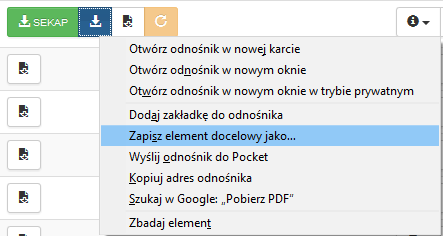 SEKAP
Otwórz odnośnik w nowej karcie
Otwórz odnośnik w nowym oknie
Otwórz odnośnik w nowym oknie w trybie prywatnym
Dodaj zakładkę do odnośnika
Zapisz element docelowy jako...
Wyślij odnośnik do Pocket
Kopiuj adres odnośnika
Szukaj w Google: „Pobierz PDF”
Zbadaj element